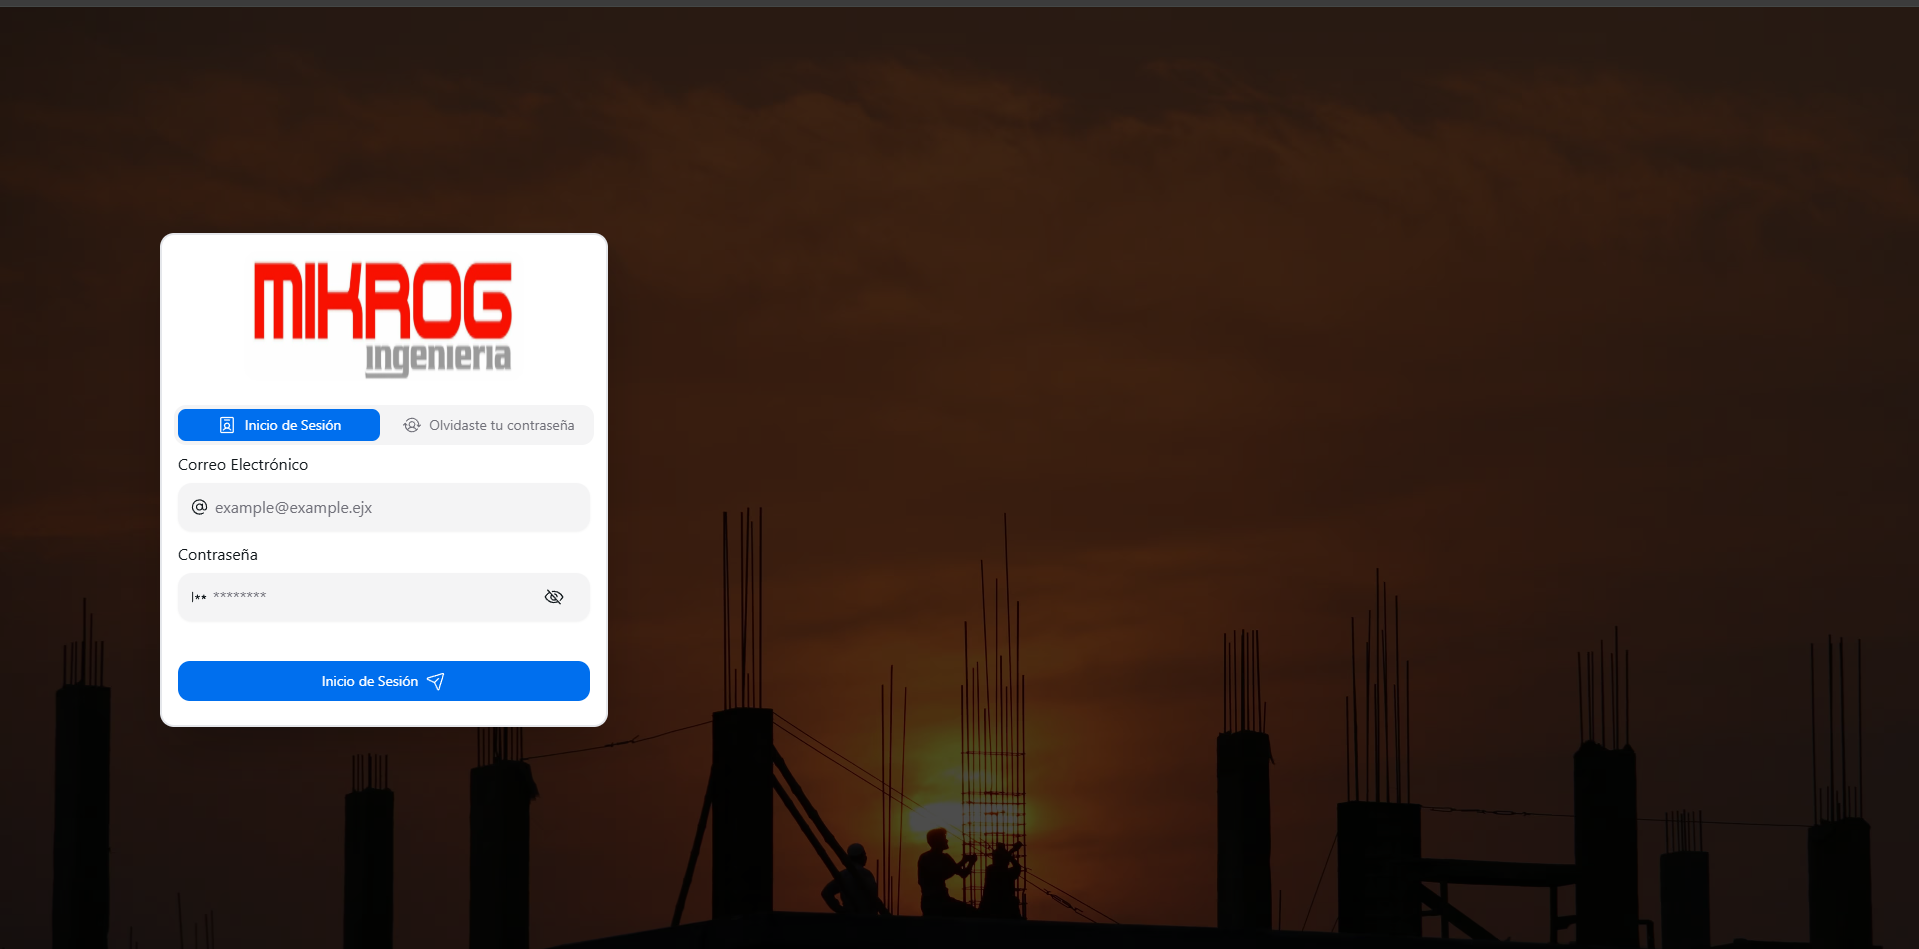 MIKROG
ingenieria
Inicio de Sesión
Olvidaste tu contraseña
Correo Electrónico
@ example@example.ejx
Contraseña
|** ********
Inicio de Sesión